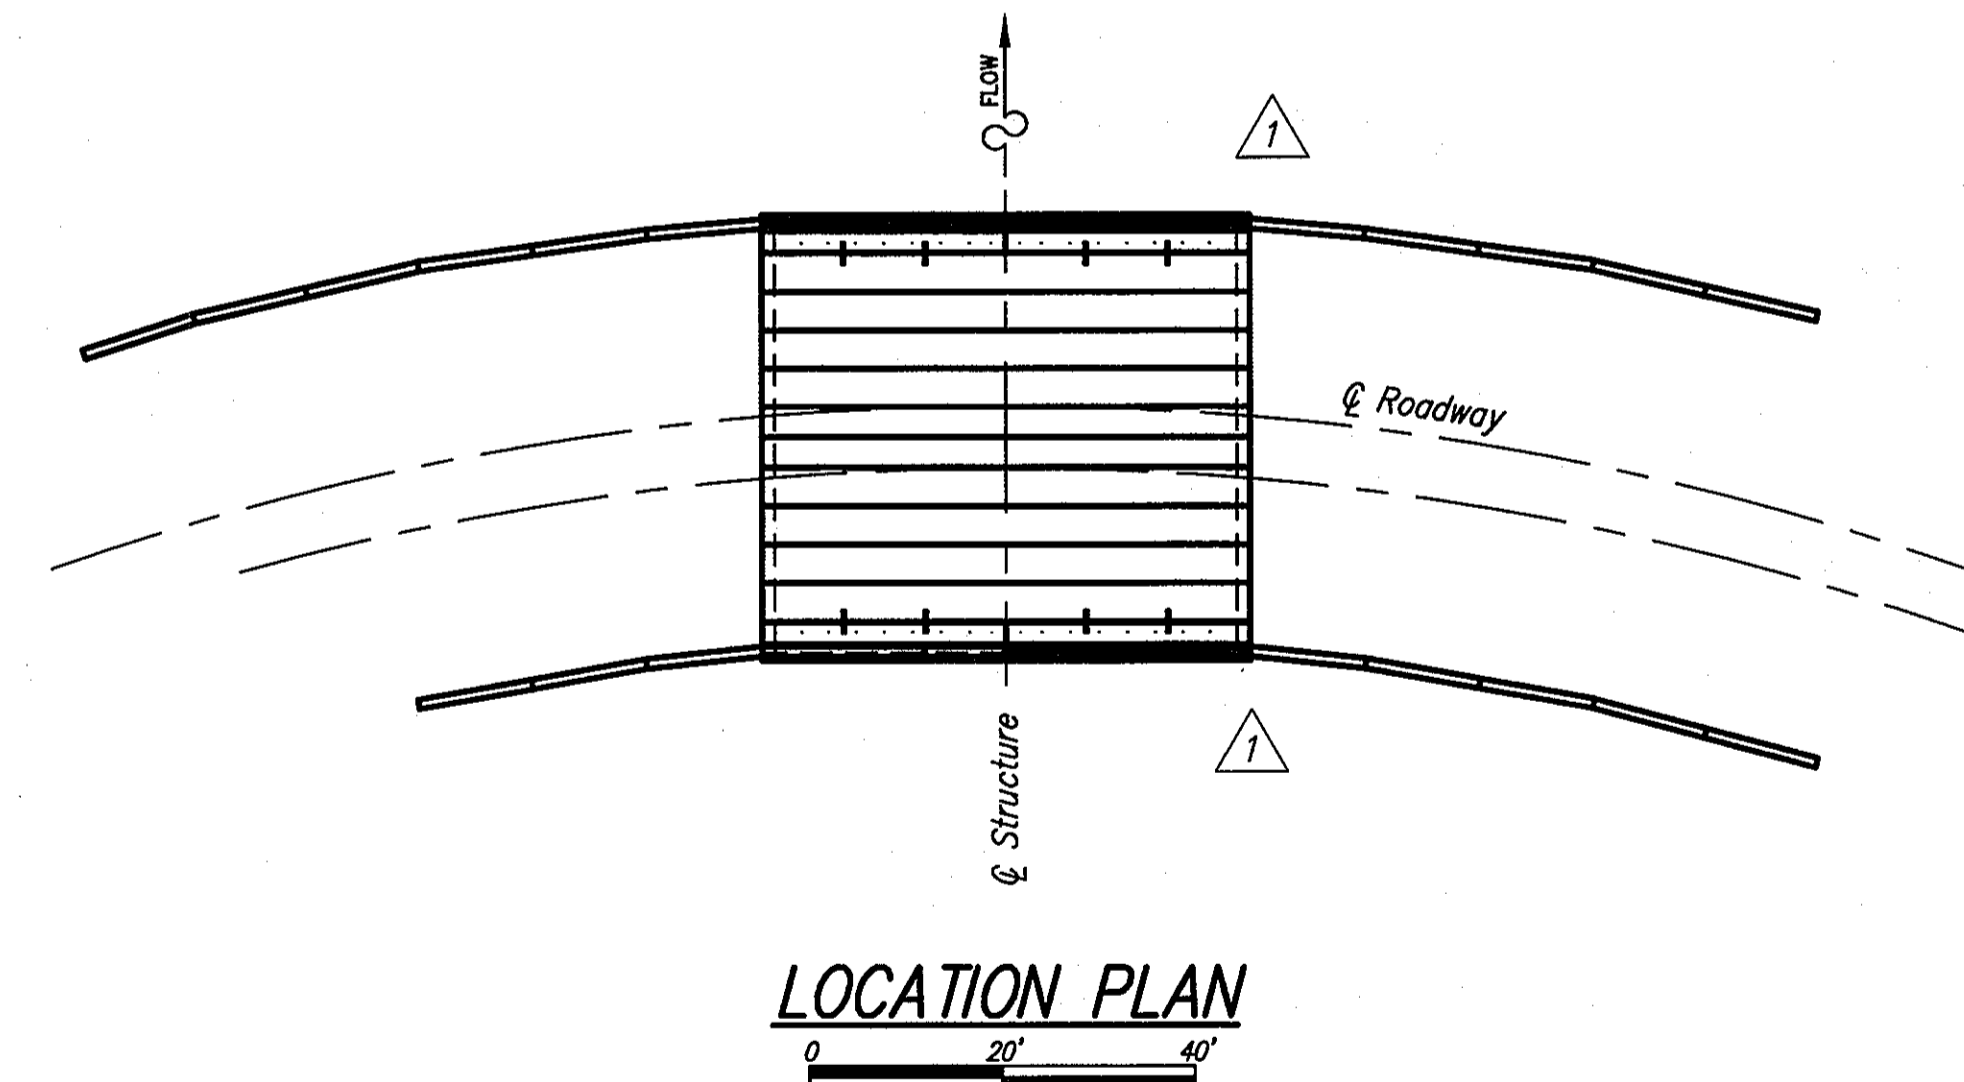 FLOW
1
℄ Roadway
1
℄ Structure
LOCATION PLAN
0 20' 40'